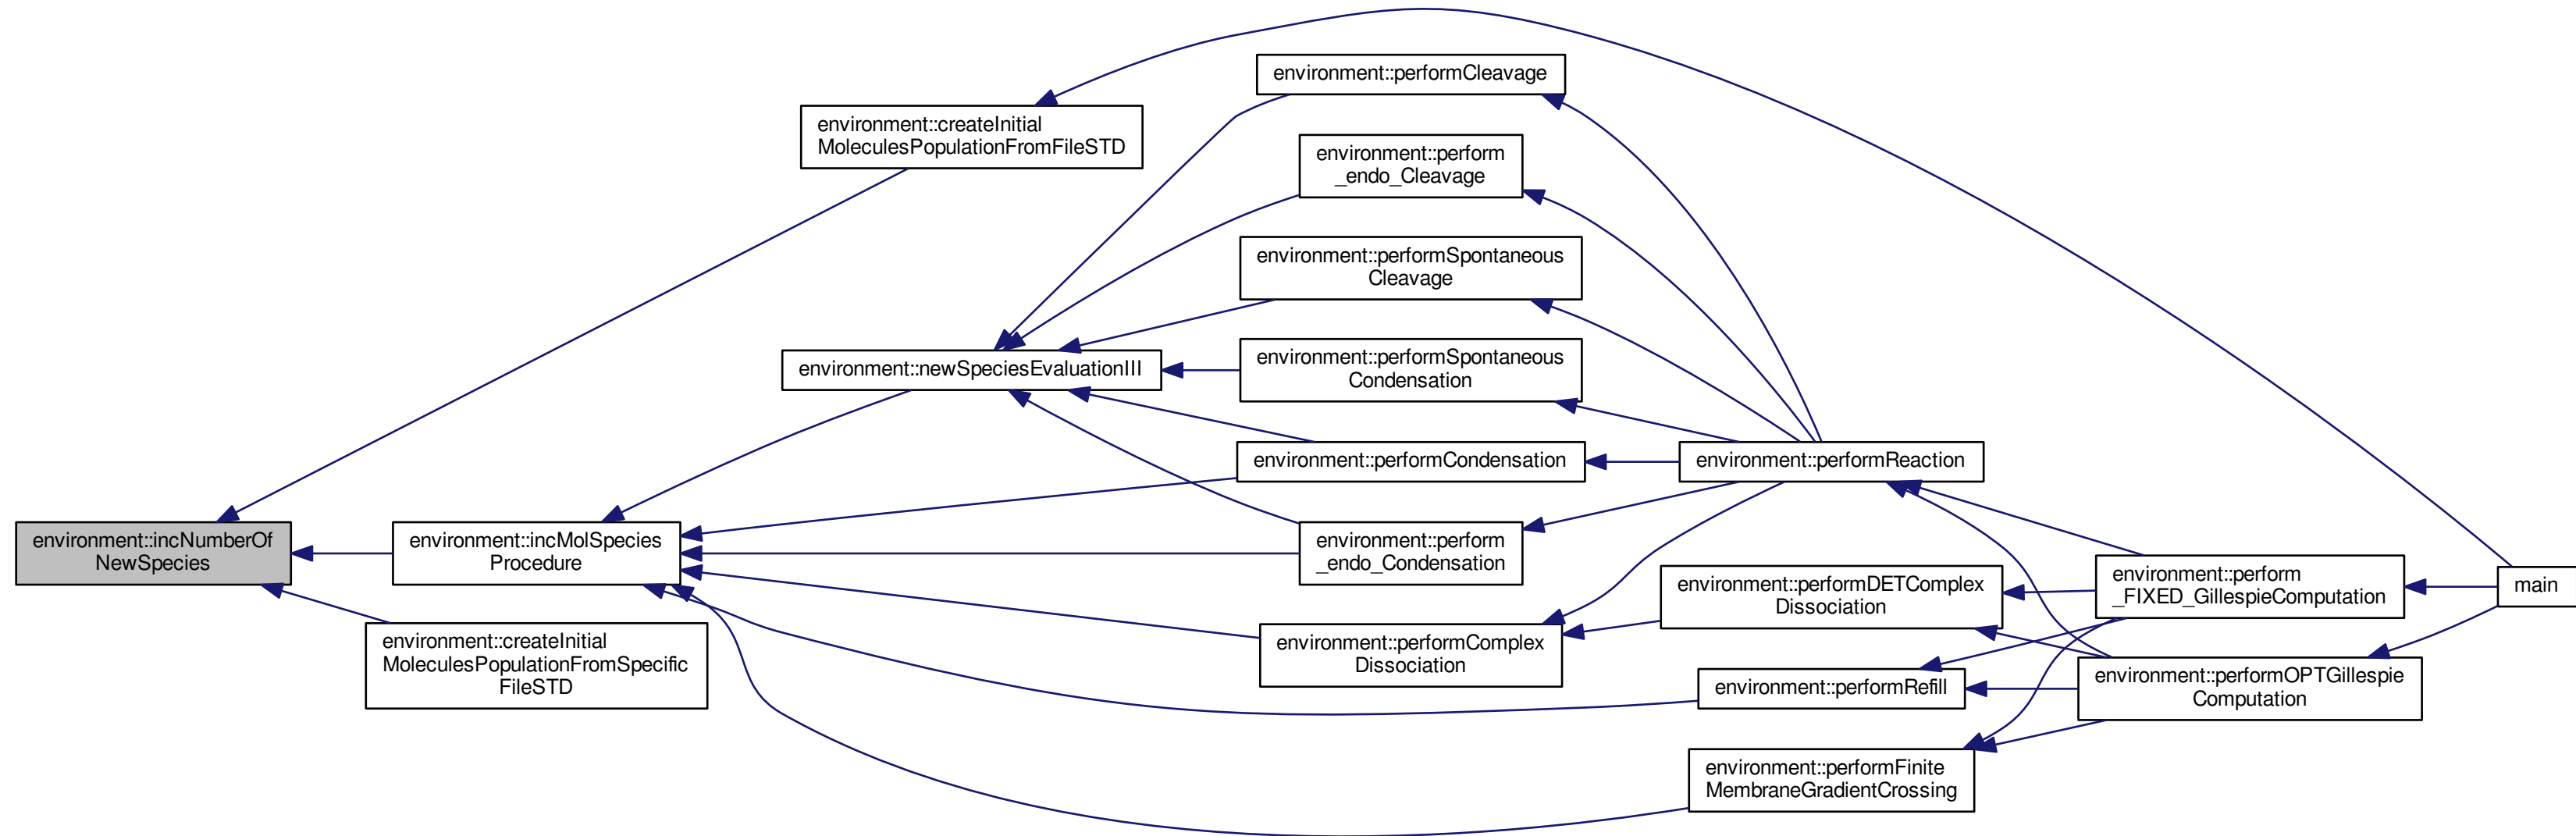 environment::performCleavage
environment::createInitial
MoleculesPopulationFromFileSTD
environment::perform
_endo_Cleavage
environment::performSpontaneous
Cleavage
environment::newSpeciesEvaluationIII
environment::performSpontaneous
Condensation
environment::performCondensation
environment::performReaction
environment::incNumberOf
NewSpecies
environment::incMolSpecies
Procedure
environment::perform
_endo_Condensation
environment::performDETComplex
Dissociation
environment::perform
_FIXED_GillespieComputation
main
environment::createInitial
MoleculesPopulationFromSpecific
FileSTD
environment::performComplex
Dissociation
environment::performRefill
environment::performOPTGillespie
Computation
environment::performFinite
MembraneGradientCrossing